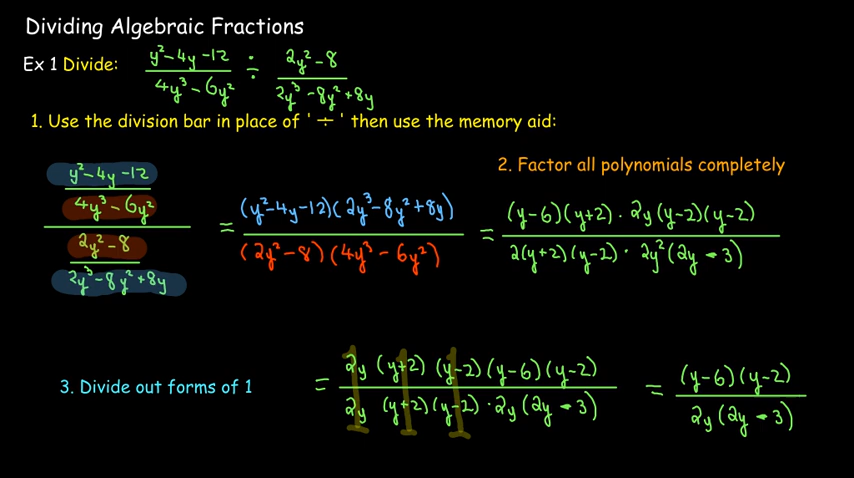 Dividing Algebraic Fractions
Ex 1 Divide: (y² - 4y - 12)/(4y³ - 6y²) ÷ (2y² - 8)/(2y³ - 8y² + 8y)
1. Use the division bar in place of ' ÷ ' then use the memory aid:
2. Factor all polynomials completely
((y² - 4y - 12)/(4y³ - 6y²))/((2y² - 8)/(2y³ - 8y² + 8y)) = (y² - 4y - 12)(2y³ - 8y² + 8y)/(2y² - 8)(4y³ - 6y²) = (y - 6)(y + 2) · 2y(y - 2)(y - 2)/2(y + 2)(y - 2) · 2y²(2y - 3)
3. Divide out forms of 1
= 2y (y + 2) (y - 2)(y - 6)(y - 2)/2y (y + 2)(y - 2) · 2y(2y - 3) = (y - 6)(y - 2)/2y(2y - 3)